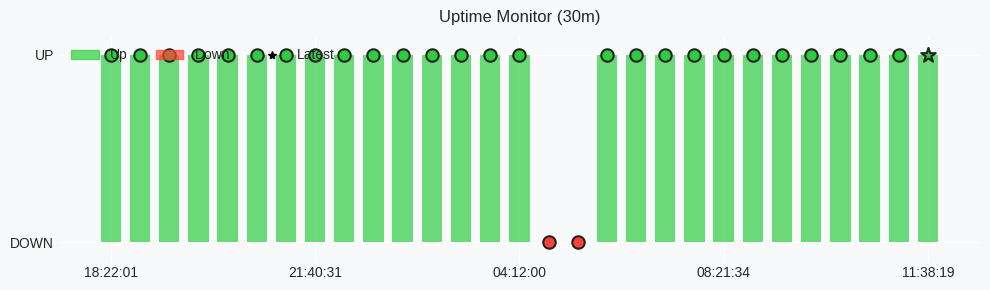 Uptime Monitor (30m)
UP
Up Down Latest
DOWN
18:22:01 21:40:31 04:12:00 08:21:34 11:38:19